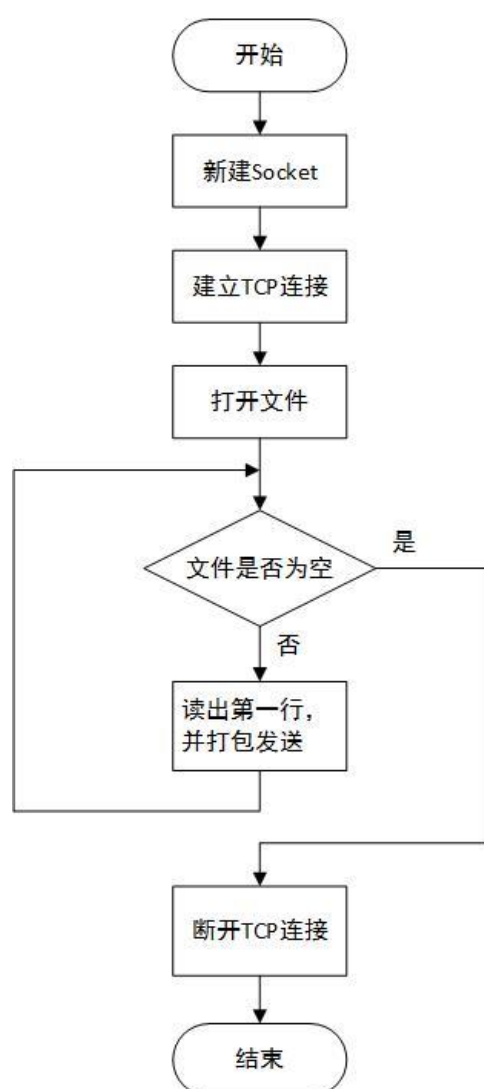 开始
新建Socket
建立TCP连接
打开文件
文件是否为空
是
否
读出第一行，
并打包发送
断开TCP连接
结束